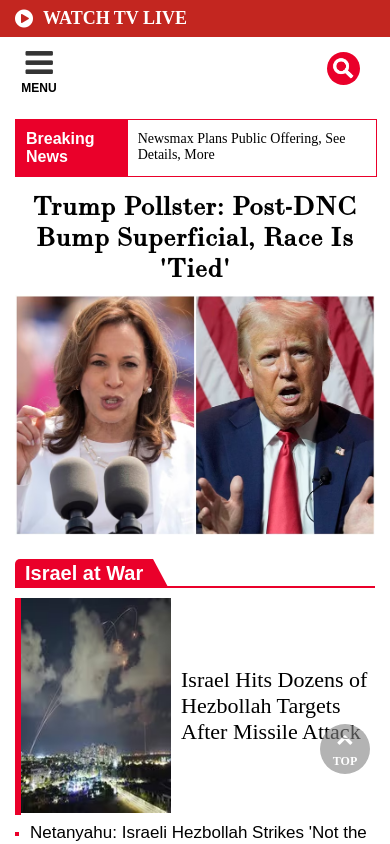 WATCH TV LIVE
MENU
Breaking
News
Newsmax Plans Public Offering, See
Details, More
Trump Pollster: Post-DNC
Bump Superficial, Race Is
'Tied'
Israel at War
Israel Hits Dozens of
Hezbollah Targets
After Missile Attack
TOP
Netanyahu: Israeli Hezbollah Strikes 'Not the